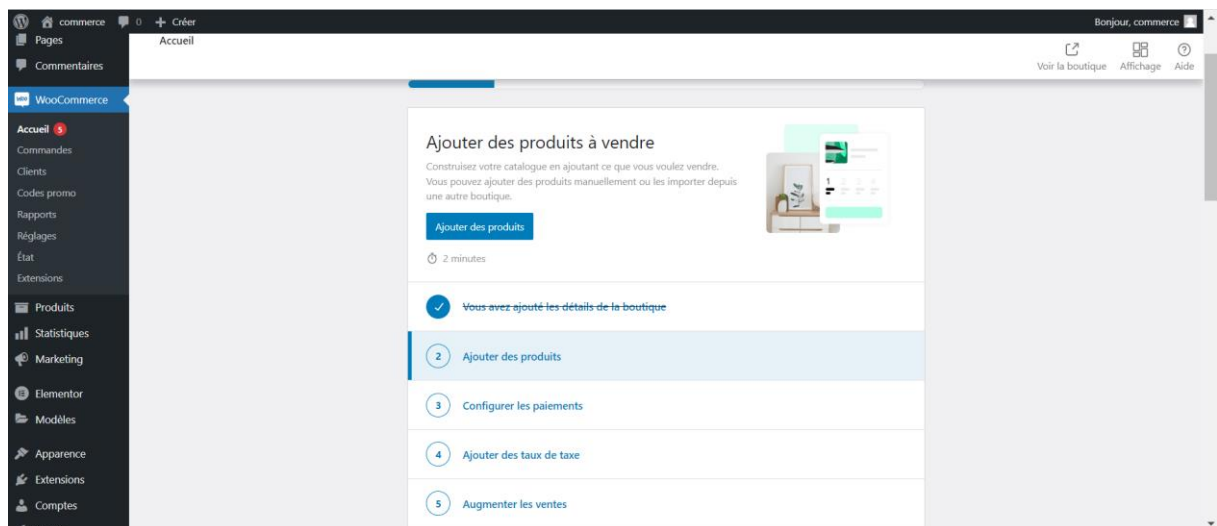 commerce 0 + Créer Bonjour, commerce
Pages
Commentaires
WooCommerce
Accueil 5
Commandes
Clients
Codes promo
Rapports
Réglages
État
Extensions
Produits
Statistiques
Marketing
Elementor
Modèles
Apparence
Extensions
Comptes
Accueil
Voir la boutique Affichage Aide
Ajouter des produits à vendre
Construisez votre catalogue en ajoutant ce que vous voulez vendre.
Vous pouvez ajouter des produits manuellement ou les importer depuis
une autre boutique.
Ajouter des produits
2 minutes
1 2 3 4
Vous avez ajouté les détails de la boutique
2 Ajouter des produits
3 Configurer les paiements
4 Ajouter des taux de taxe
5 Augmenter les ventes